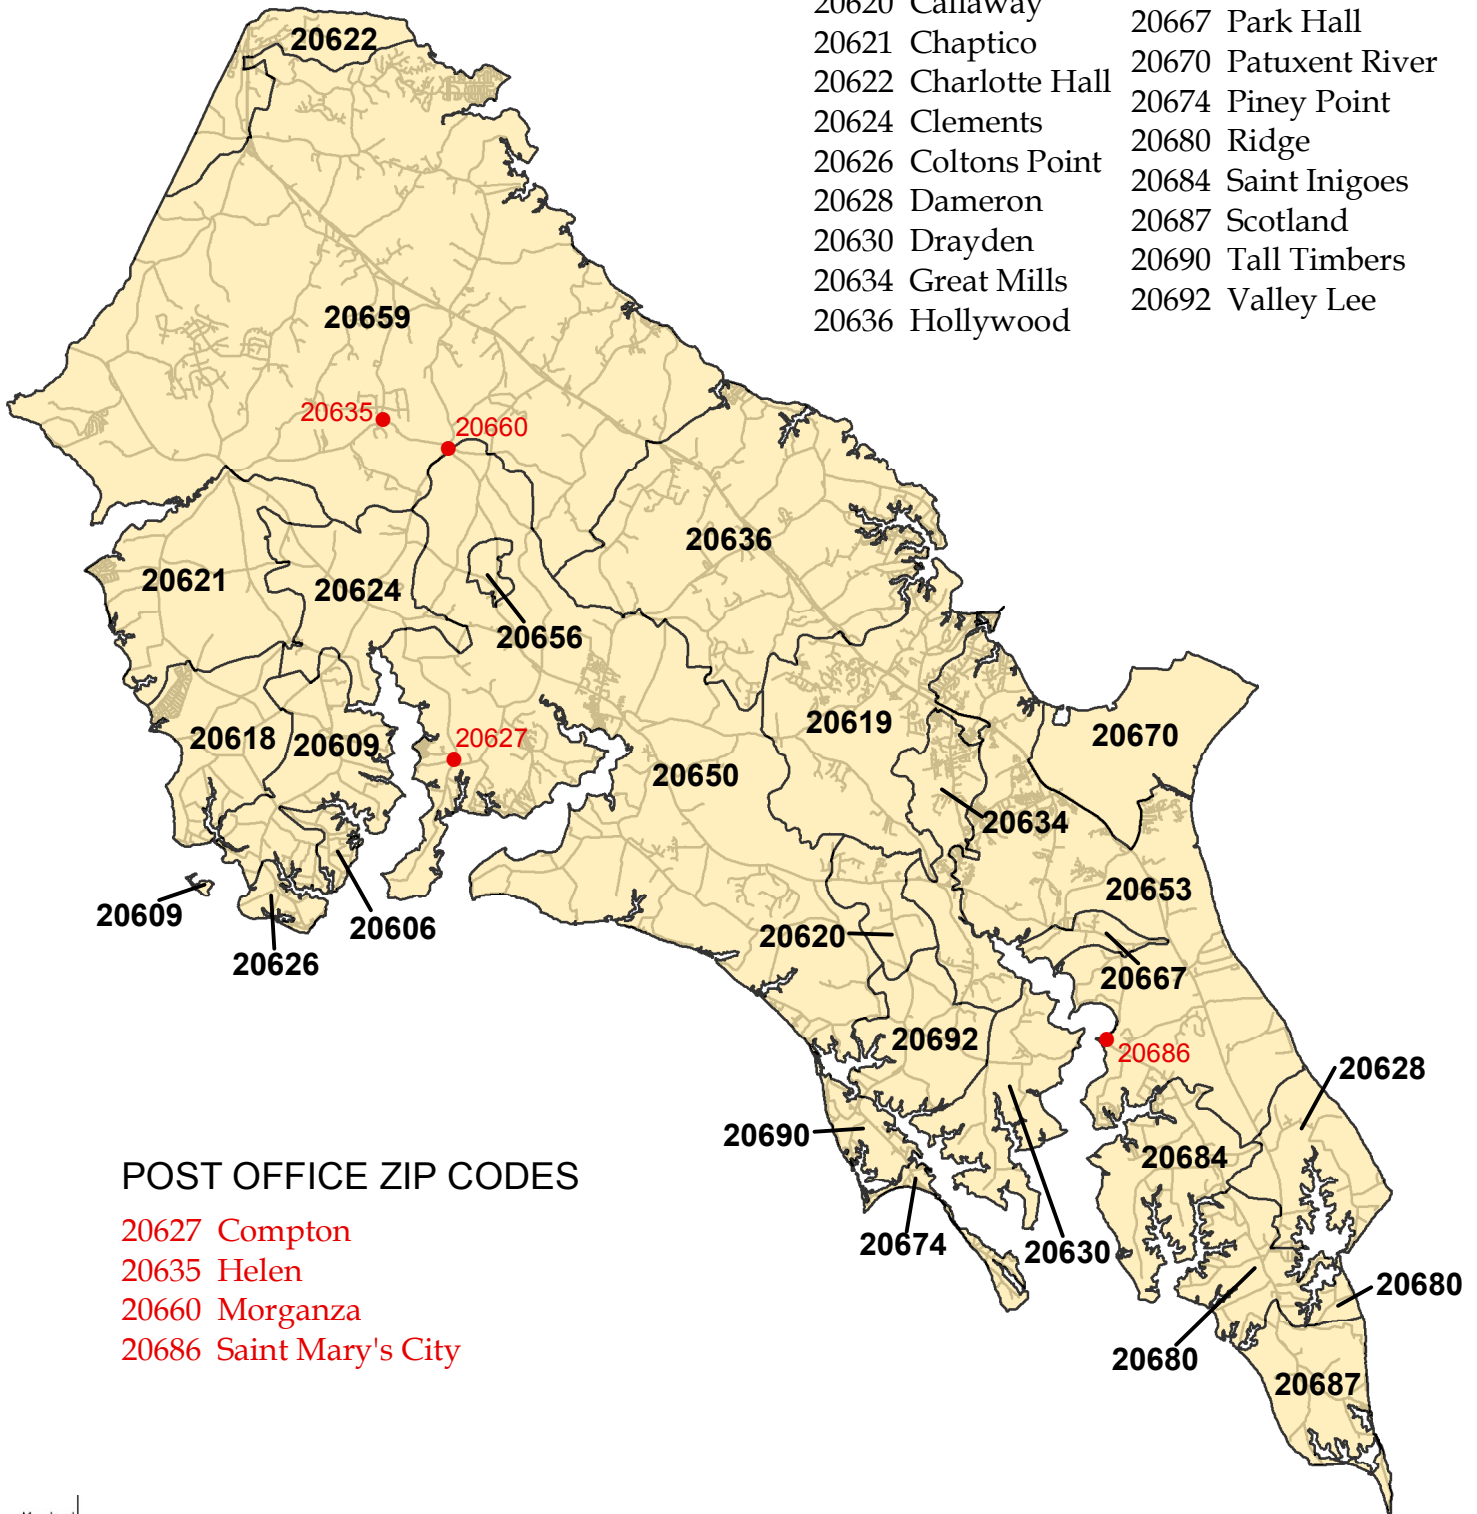 20620 Callaway
20621 Chaptico
20622 Charlotte Hall
20624 Clements
20626 Coltons Point
20628 Dameron
20630 Drayden
20634 Great Mills
20636 Hollywood
20667 Park Hall
20670 Patuxent River
20674 Piney Point
20680 Ridge
20684 Saint Inigoes
20687 Scotland
20690 Tall Timbers
20692 Valley Lee
20622
20659
20635
20660
20636
20621
20624
20656
20618
20609
20627
20619
20670
20650
20634
20653
20609
20606
20620
20626
20667
20692
20686
20628
20690
20684
20674
20630
20680
20680
20687
POST OFFICE ZIP CODES
20627 Compton
20635 Helen
20660 Morganza
20686 Saint Mary's City